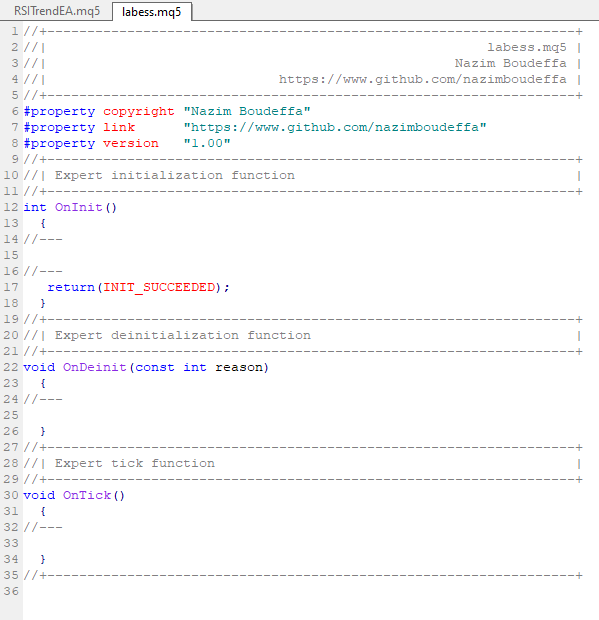 RSITrendEA.mq5 labess.mq5
1 //+------------------------------------------------------------------+
2 //|                                                       labess.mq5 |
3 //|                                                   Nazim Boudeffa |
4 //|                             https://www.github.com/nazimboudeffa |
5 //+------------------------------------------------------------------+
6 #property copyright "Nazim Boudeffa"
7 #property link      "https://www.github.com/nazimboudeffa"
8 #property version   "1.00"
9 //+------------------------------------------------------------------+
10 //| Expert initialization function                                   |
11 //+------------------------------------------------------------------+
12 int OnInit()
13   {
14 //---
15
16 //---
17    return(INIT_SUCCEEDED);
18   }
19 //+------------------------------------------------------------------+
20 //| Expert deinitialization function                                 |
21 //+------------------------------------------------------------------+
22 void OnDeinit(const int reason)
23   {
24 //---
25
26   }
27 //+------------------------------------------------------------------+
28 //| Expert tick function                                             |
29 //+------------------------------------------------------------------+
30 void OnTick()
31   {
32 //---
33
34   }
35 //+------------------------------------------------------------------+
36